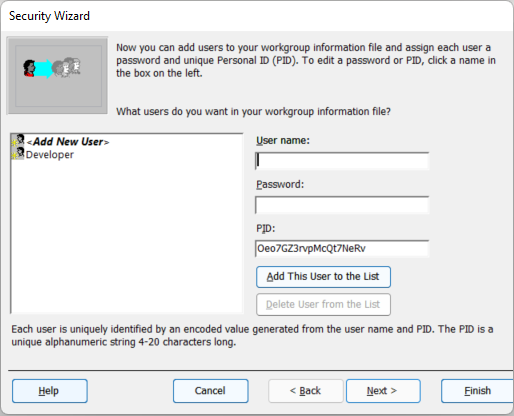 Security Wizard
Now you can add users to your workgroup information file and assign each user a
password and unique Personal ID (PID). To edit a password or PID, click a name in
the box on the left.
What users do you want in your workgroup information file?
<Add New User>
Developer
User name:
Password:
PID:
Oeo7GZ3rvpMcQt7NeRv
Add This User to the List
Delete User from the List
Each user is uniquely identified by an encoded value generated from the user name and PID. The PID is a
unique alphanumeric string 4-20 characters long.
Help
Cancel
< Back
Next >
Finish